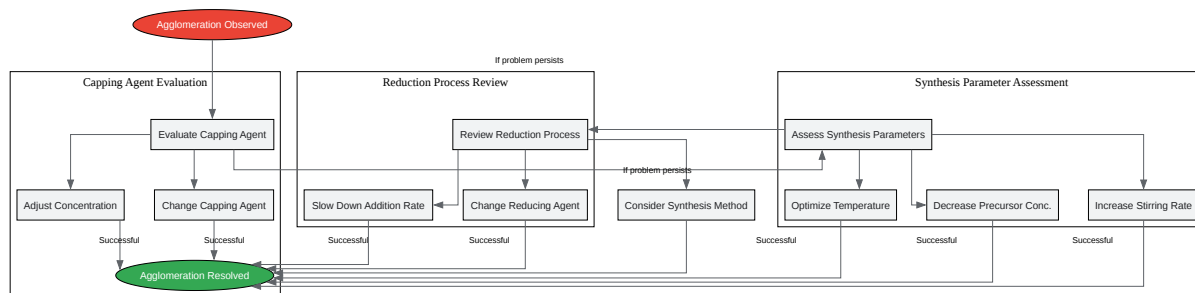 Agglomeration Observed
If problem persists
Capping Agent Evaluation
Reduction Process Review
Synthesis Parameter Assessment
Evaluate Capping Agent
Review Reduction Process
Assess Synthesis Parameters
If problem persists
Adjust Concentration
Change Capping Agent
Slow Down Addition Rate
Change Reducing Agent
Consider Synthesis Method
Optimize Temperature
Decrease Precursor Conc.
Increase Stirring Rate
Successful
Successful
Successful
Successful
Successful
Successful
Successful
Agglomeration Resolved